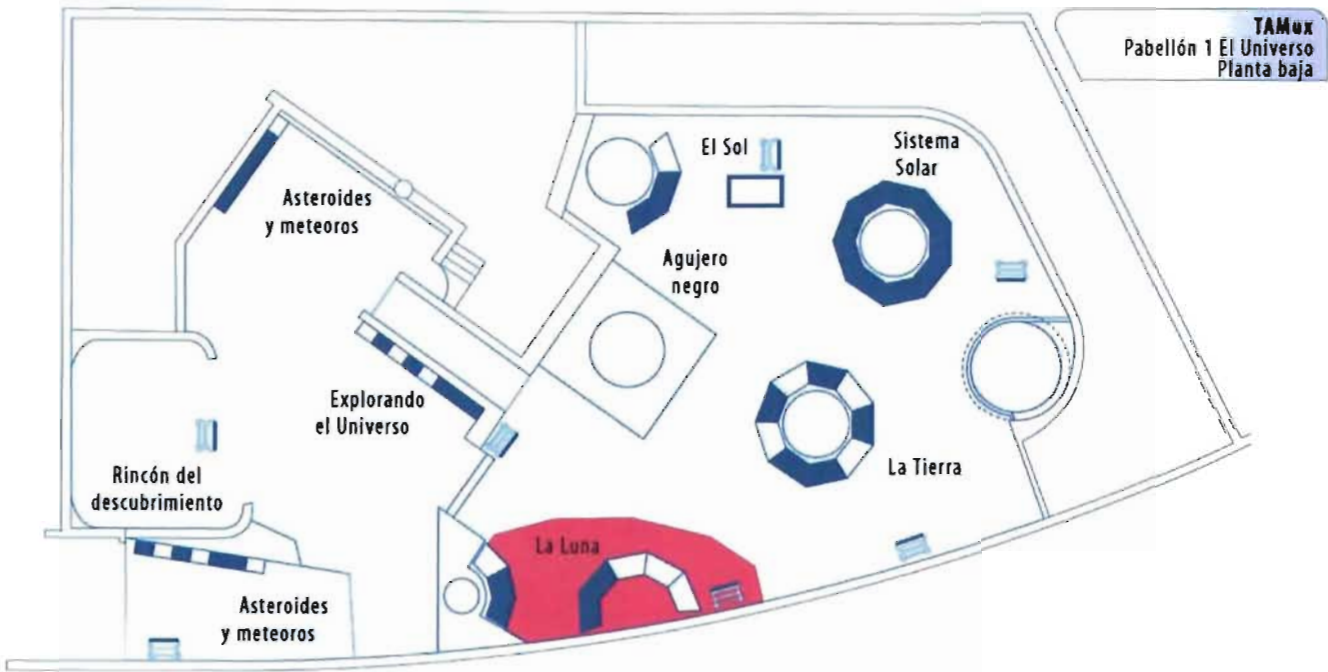 TAMux
Pabellón 1 El Universo
Planta baja
El Sol
Sistema
Solar
Asteroides
y meteoros
Agujero
negro
Explorando
el Universo
La Tierra
Rincón del
descubrimiento
La Luna
Asteroides
y meteoros